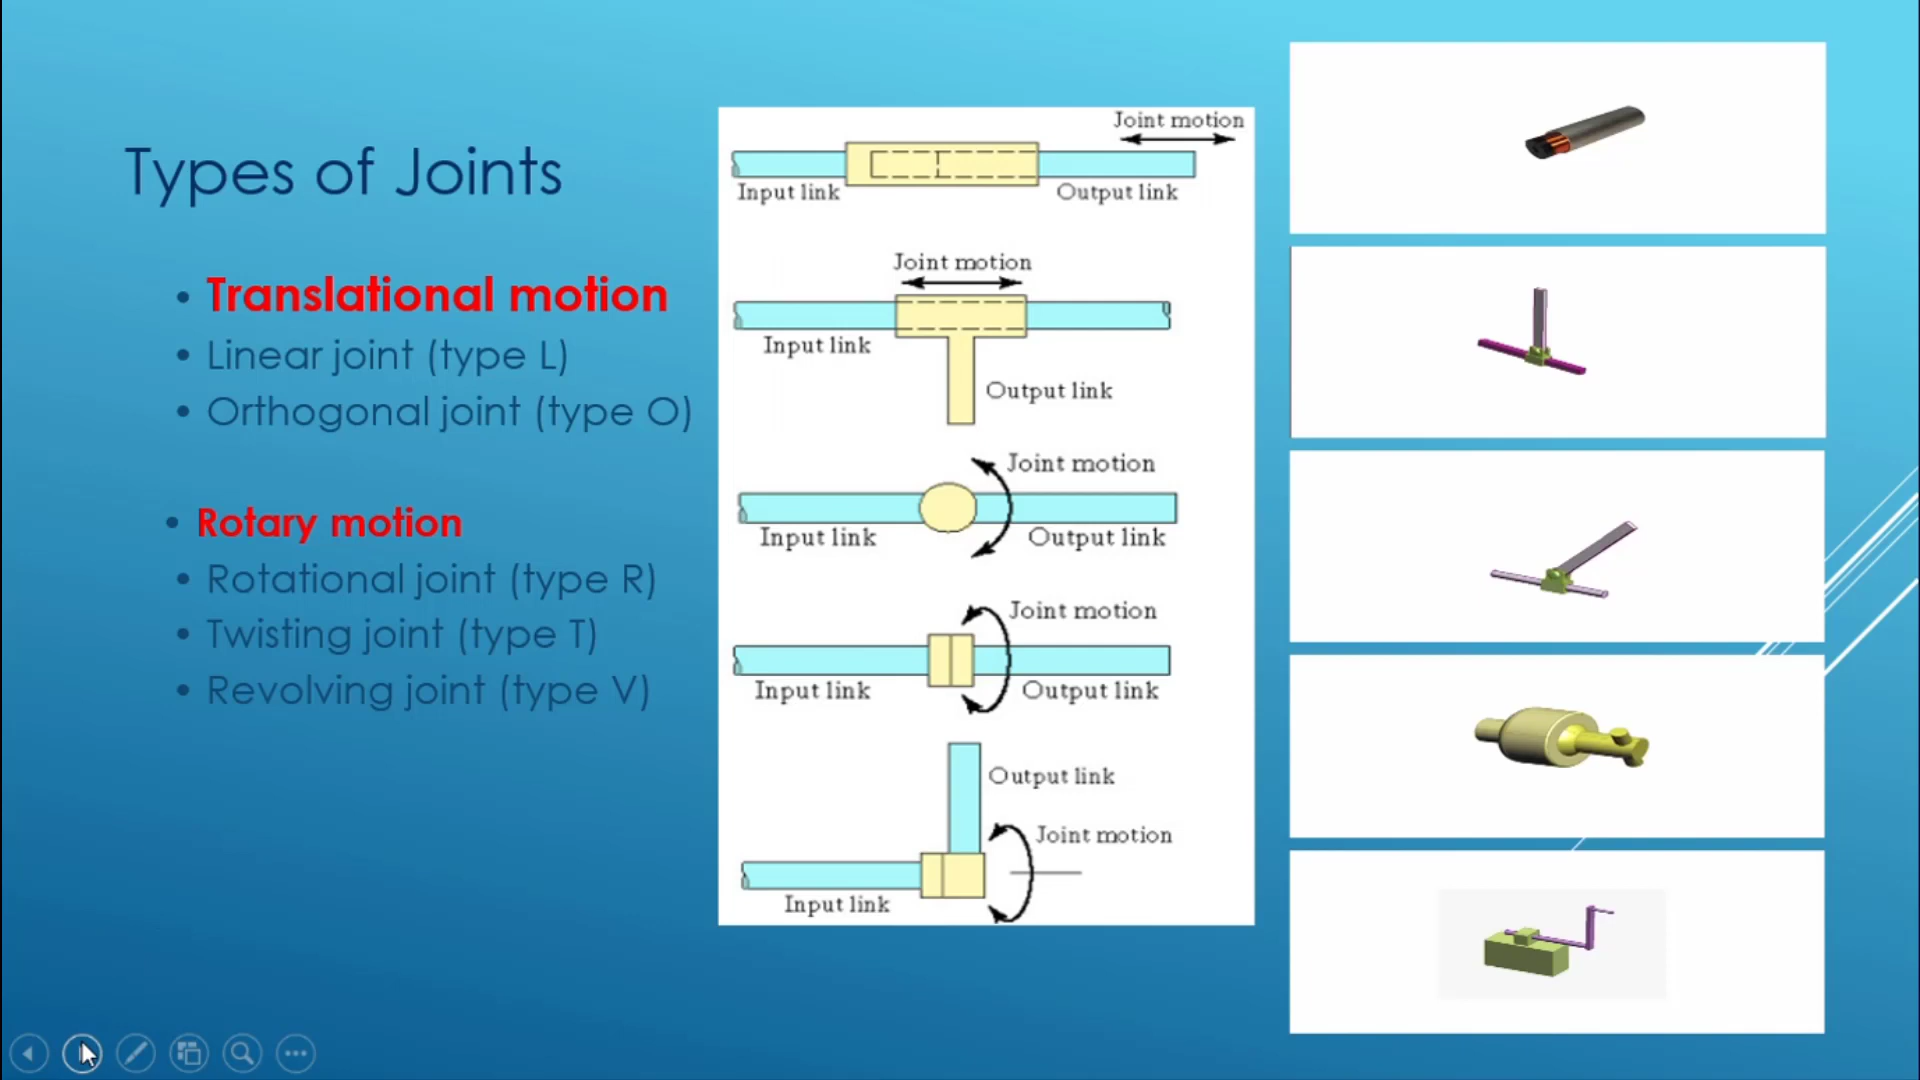 Types of Joints
• Translational motion
• Linear joint (type L)
• Orthogonal joint (type O)
• Rotary motion
• Rotational joint (type R)
• Twisting joint (type T)
• Revolving joint (type V)
Joint motion
Input link
Output link
Joint motion
Input link
Output link
Joint motion
Input link
Output link
Joint motion
Input link
Output link
Output link
Joint motion
Input link